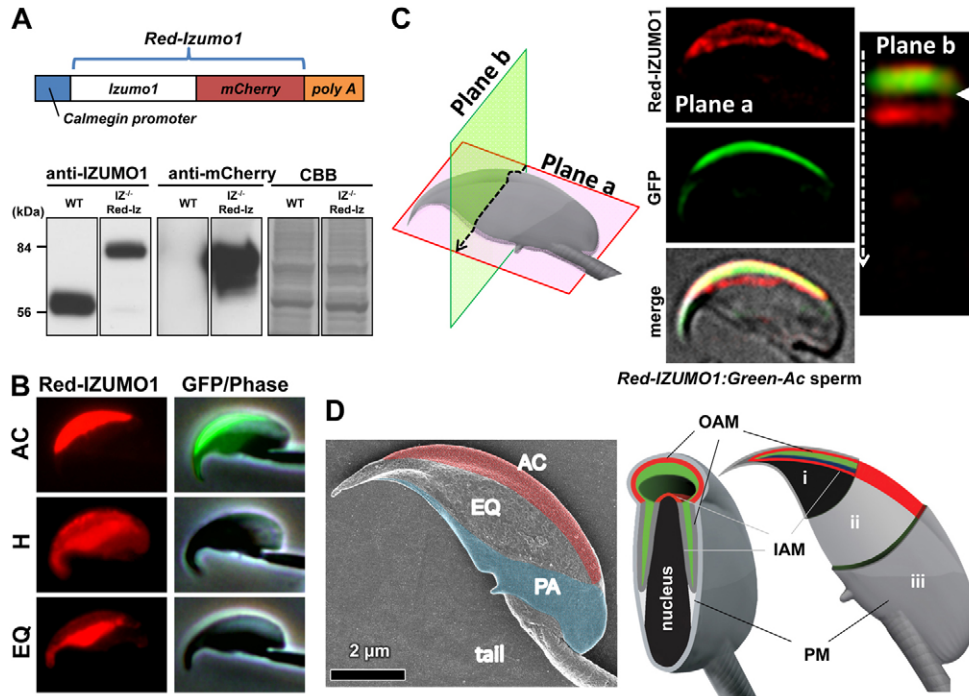 A
Red-Izumo1
Izumo1 mCherry poly A
Calmegin promoter
anti-IZUMO1 anti-mCherry CBB
(kDa) WT IZ-/- Red-Iz WT IZ-/- Red-Iz WT IZ-/- Red-Iz
84
56
B
Red-IZUMO1 GFP/Phase
AC
H
EQ
C
Plane b
Plane a
Red-IZUMO1
Plane a
GFP
merge
Plane b
Red-IZUMO1:Green-Ac sperm
D
AC
EQ
PA
tail
2 µm
OAM
IAM
PM
nucleus
i
ii
iii